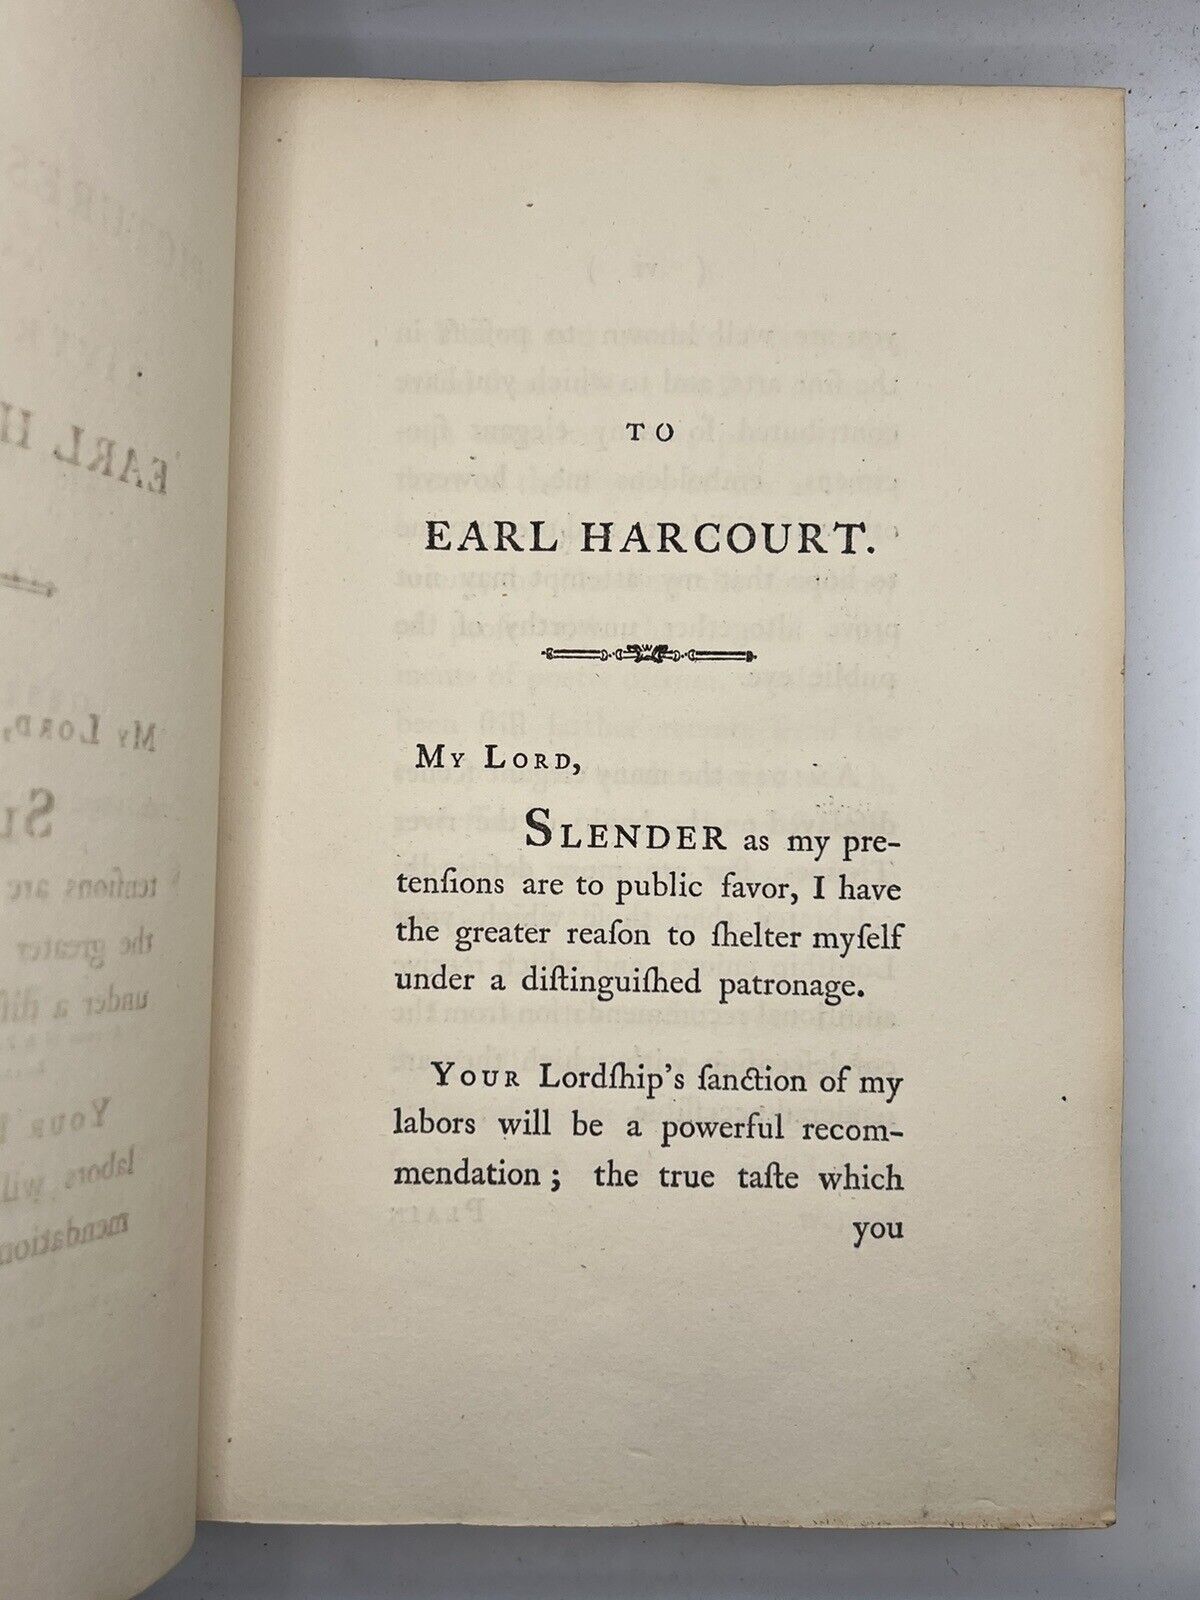 TO
EARL HARCOURT.
My Lord,
SLENDER as my pre-
tenſions are to public favor, I have
the greater reaſon to ſhelter myſelf
under a diſtinguiſhed patronage.
YOUR Lordſhip's ſanction of my
labors will be a powerful recom-
mendation; the true taſte which
you